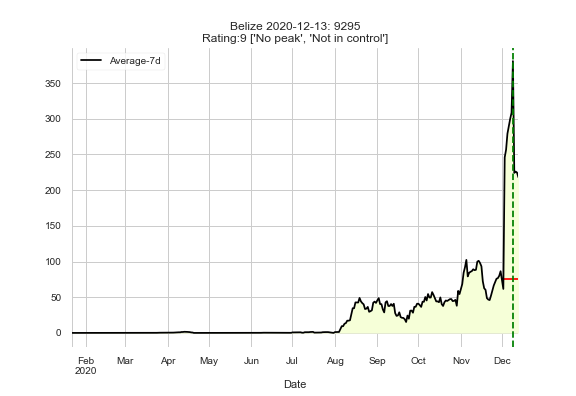 Belize 2020-12-13: 9295
Rating:9 ['No peak', 'Not in control']
Average-7d
350
300
250
200
150
100
50
0
Feb Mar Apr May Jun Jul Aug Sep Oct Nov Dec
2020
Date